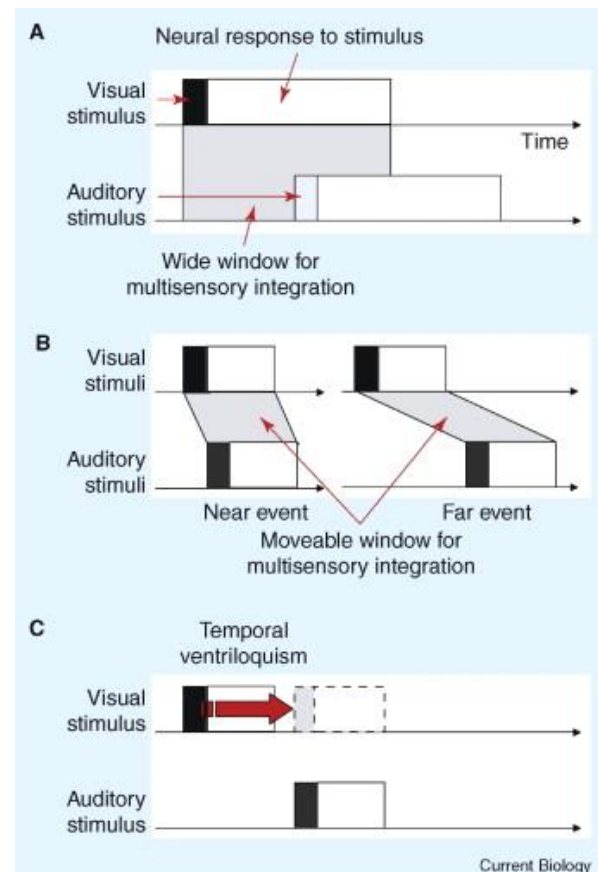 A
Neural response to stimulus
Visual
stimulus
Time
Auditory
stimulus
Wide window for
multisensory integration
B
Visual
stimuli
Auditory
stimuli
Near event
Far event
Moveable window for
multisensory integration
C
Temporal
ventriloquism
Visual
stimulus
Auditory
stimulus
Current Biology